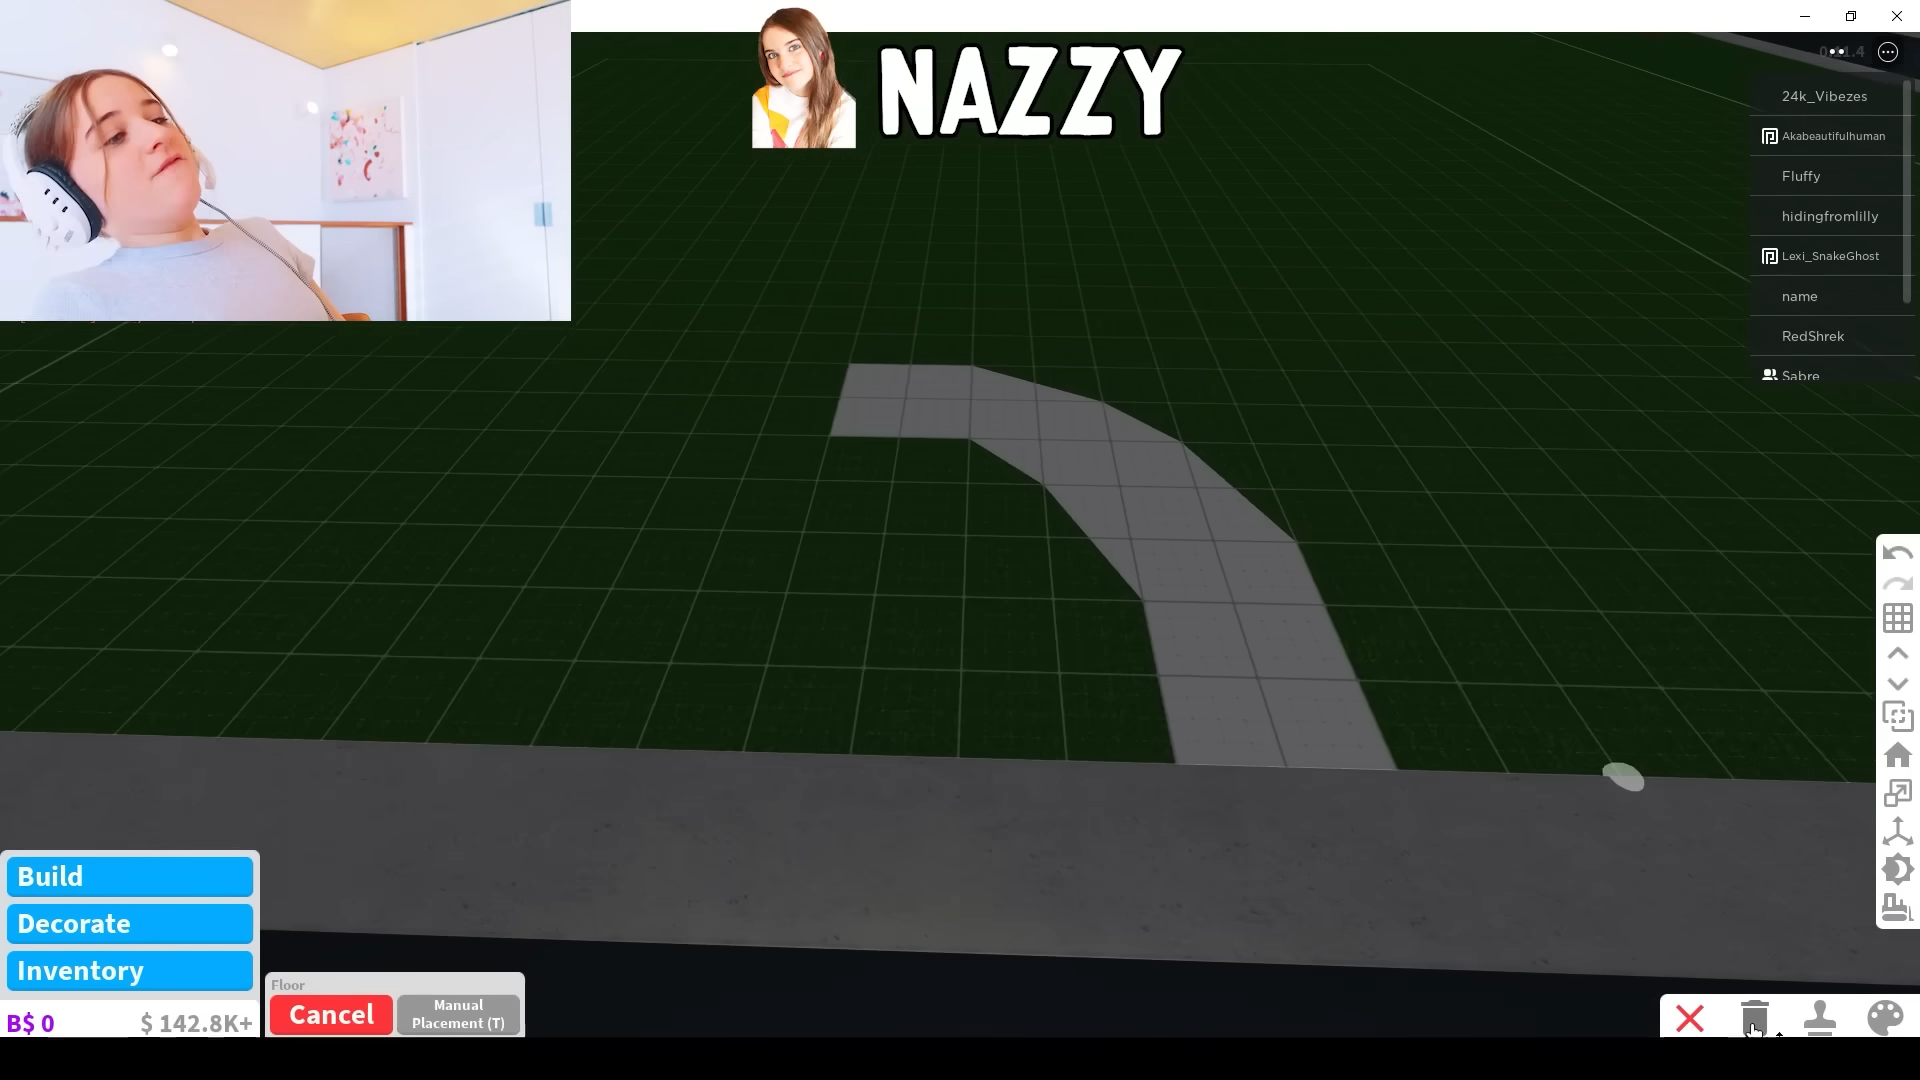 NAZZY
24k_Vibezes
Akabeautifulhuman
Fluffy
hidingfromlilly
Lexi_SnakeGhost
name
RedShrek
Sabre
Build
Decorate
Inventory
B$ 0
$ 142.8K+
Floor
Cancel
Manual
Placement (T)